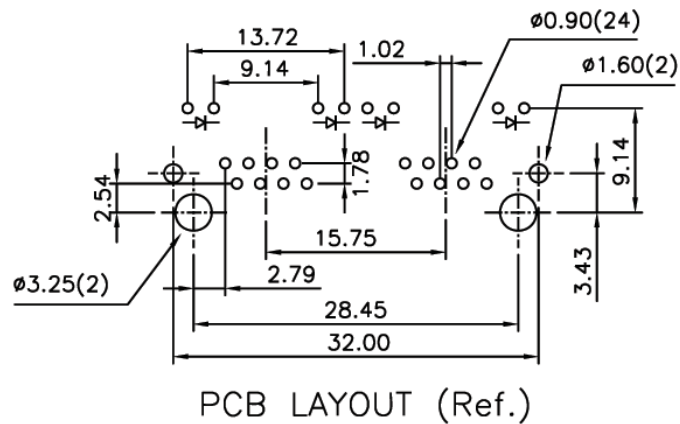 ø0.90(24)
13.72
1.02
9.14
ø1.60(2)
1.78
9.14
2.54
15.75
3.43
ø3.25(2)
2.79
28.45
32.00
PCB LAYOUT (Ref.)